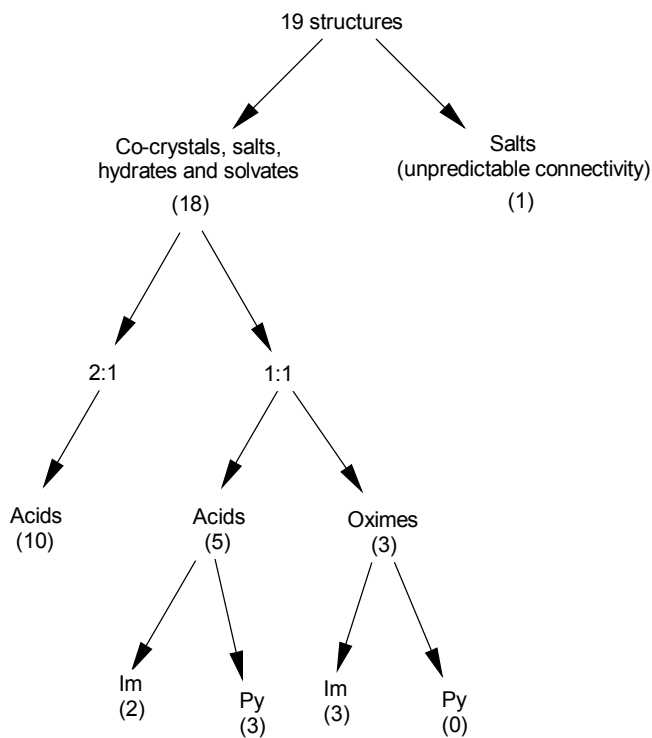 19 structures
Co-crystals, salts,
hydrates and solvates
(18)
Salts
(unpredictable connectivity)
(1)
2:1
1:1
Acids
(10)
Acids
(5)
Oximes
(3)
Im
(2)
Py
(3)
Im
(3)
Py
(0)